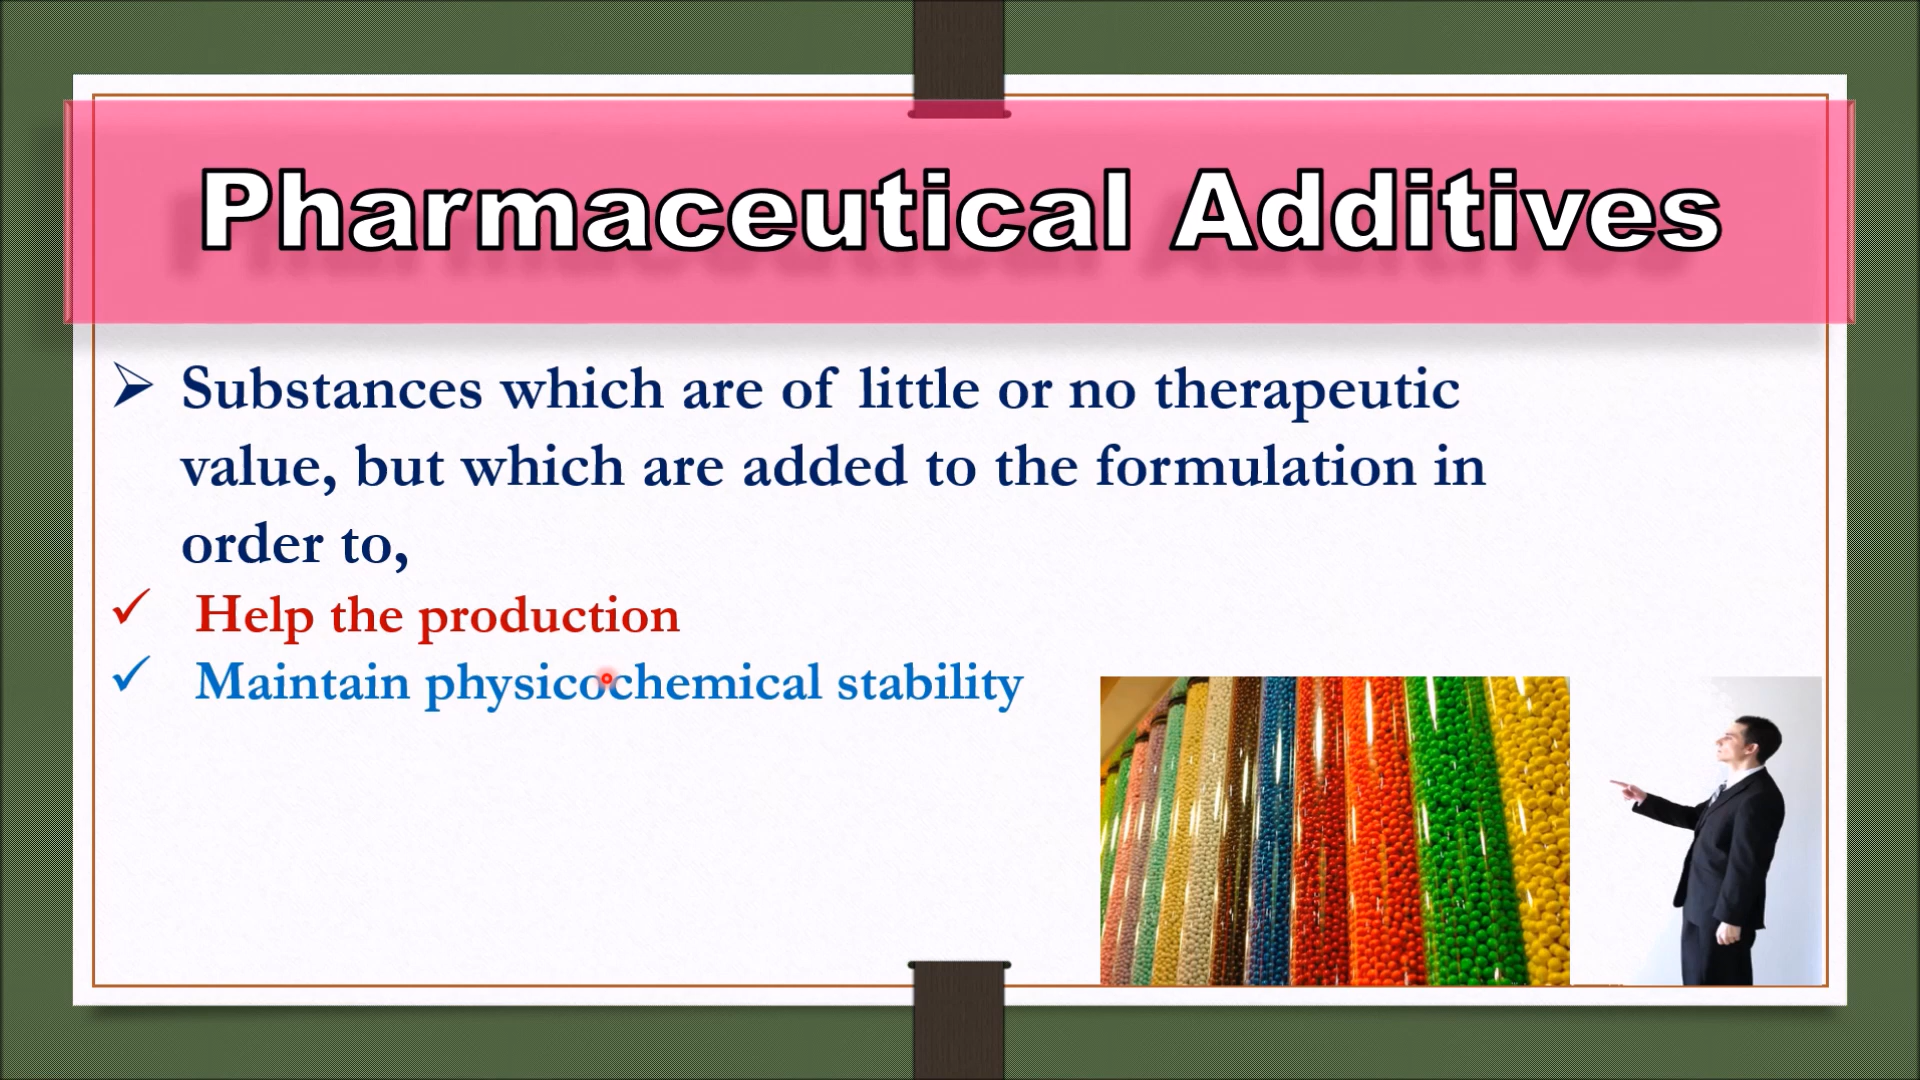 Pharmaceutical Additives
Substances which are of little or no therapeutic
value, but which are added to the formulation in
order to,
Help the production
Maintain physicochemical stability